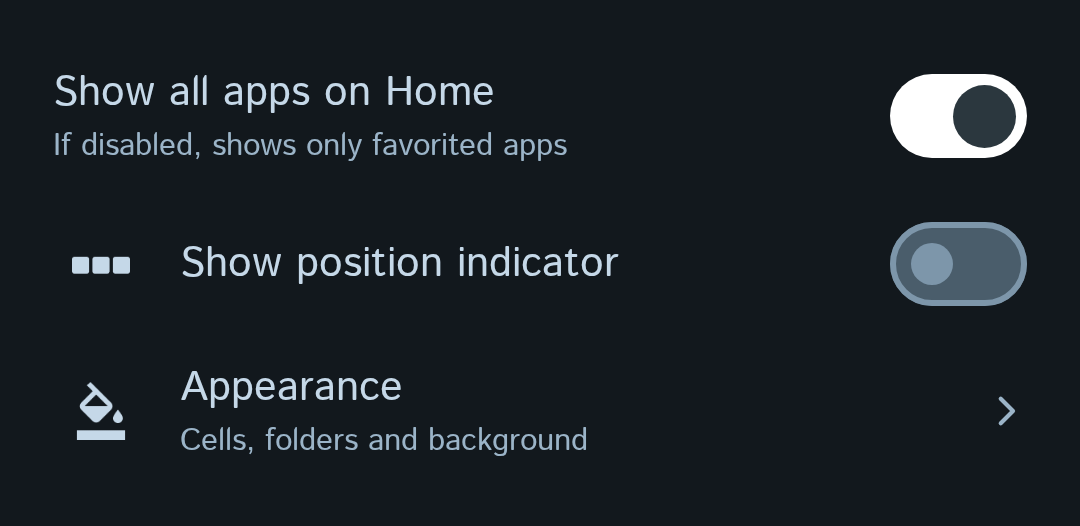 Show all apps on Home
If disabled, shows only favorited apps
Show position indicator
Appearance
Cells, folders and background